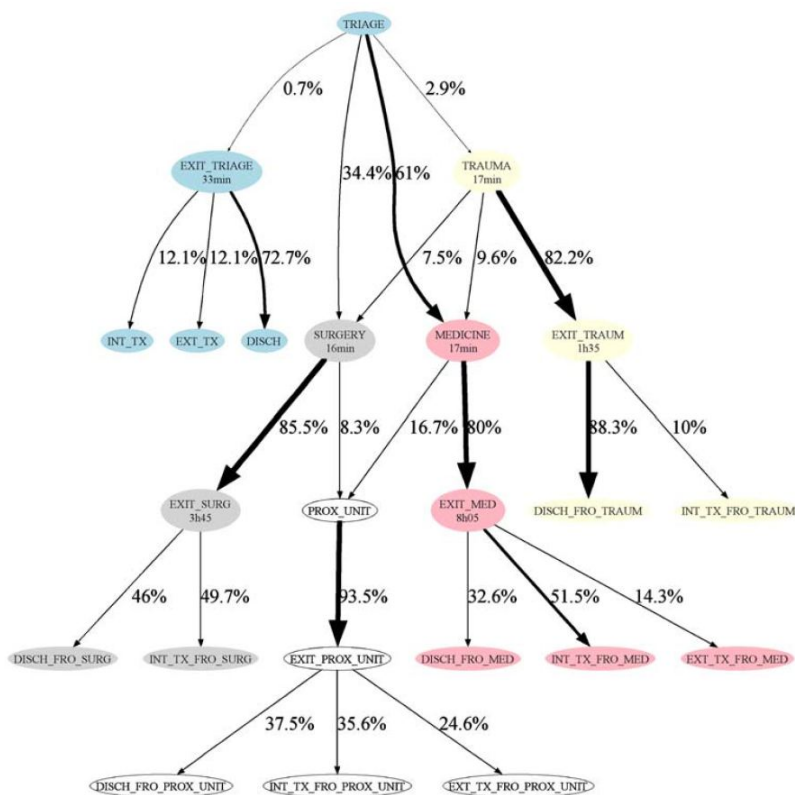 TRIAGE
0.7%
2.9%
EXIT_TRIAGE
33min
34.4%
61%
TRAUMA
17min
12.1%
12.1%
72.7%
7.5%
9.6%
82.2%
INT_TX
EXT_TX
DISCH
SURGERY
16min
MEDICINE
17min
EXIT_TRAUM
1h35
85.5%
8.3%
16.7%
80%
88.3%
10%
EXIT_SURG
3h45
PROX_UNIT
EXIT_MED
8h05
DISCH_FRO_TRAUM
INT_TX_FRO_TRAUM
46%
49.7%
93.5%
32.6%
51.5%
14.3%
DISCH_FRO_SURG
INT_TX_FRO_SURG
EXIT_PROX_UNIT
DISCH_FRO_MED
INT_TX_FRO_MED
EXT_TX_FRO_MED
37.5%
35.6%
24.6%
DISCH_FRO_PROX_UNIT
INT_TX_FRO_PROX_UNIT
EXT_TX_FRO_PROX_UNIT